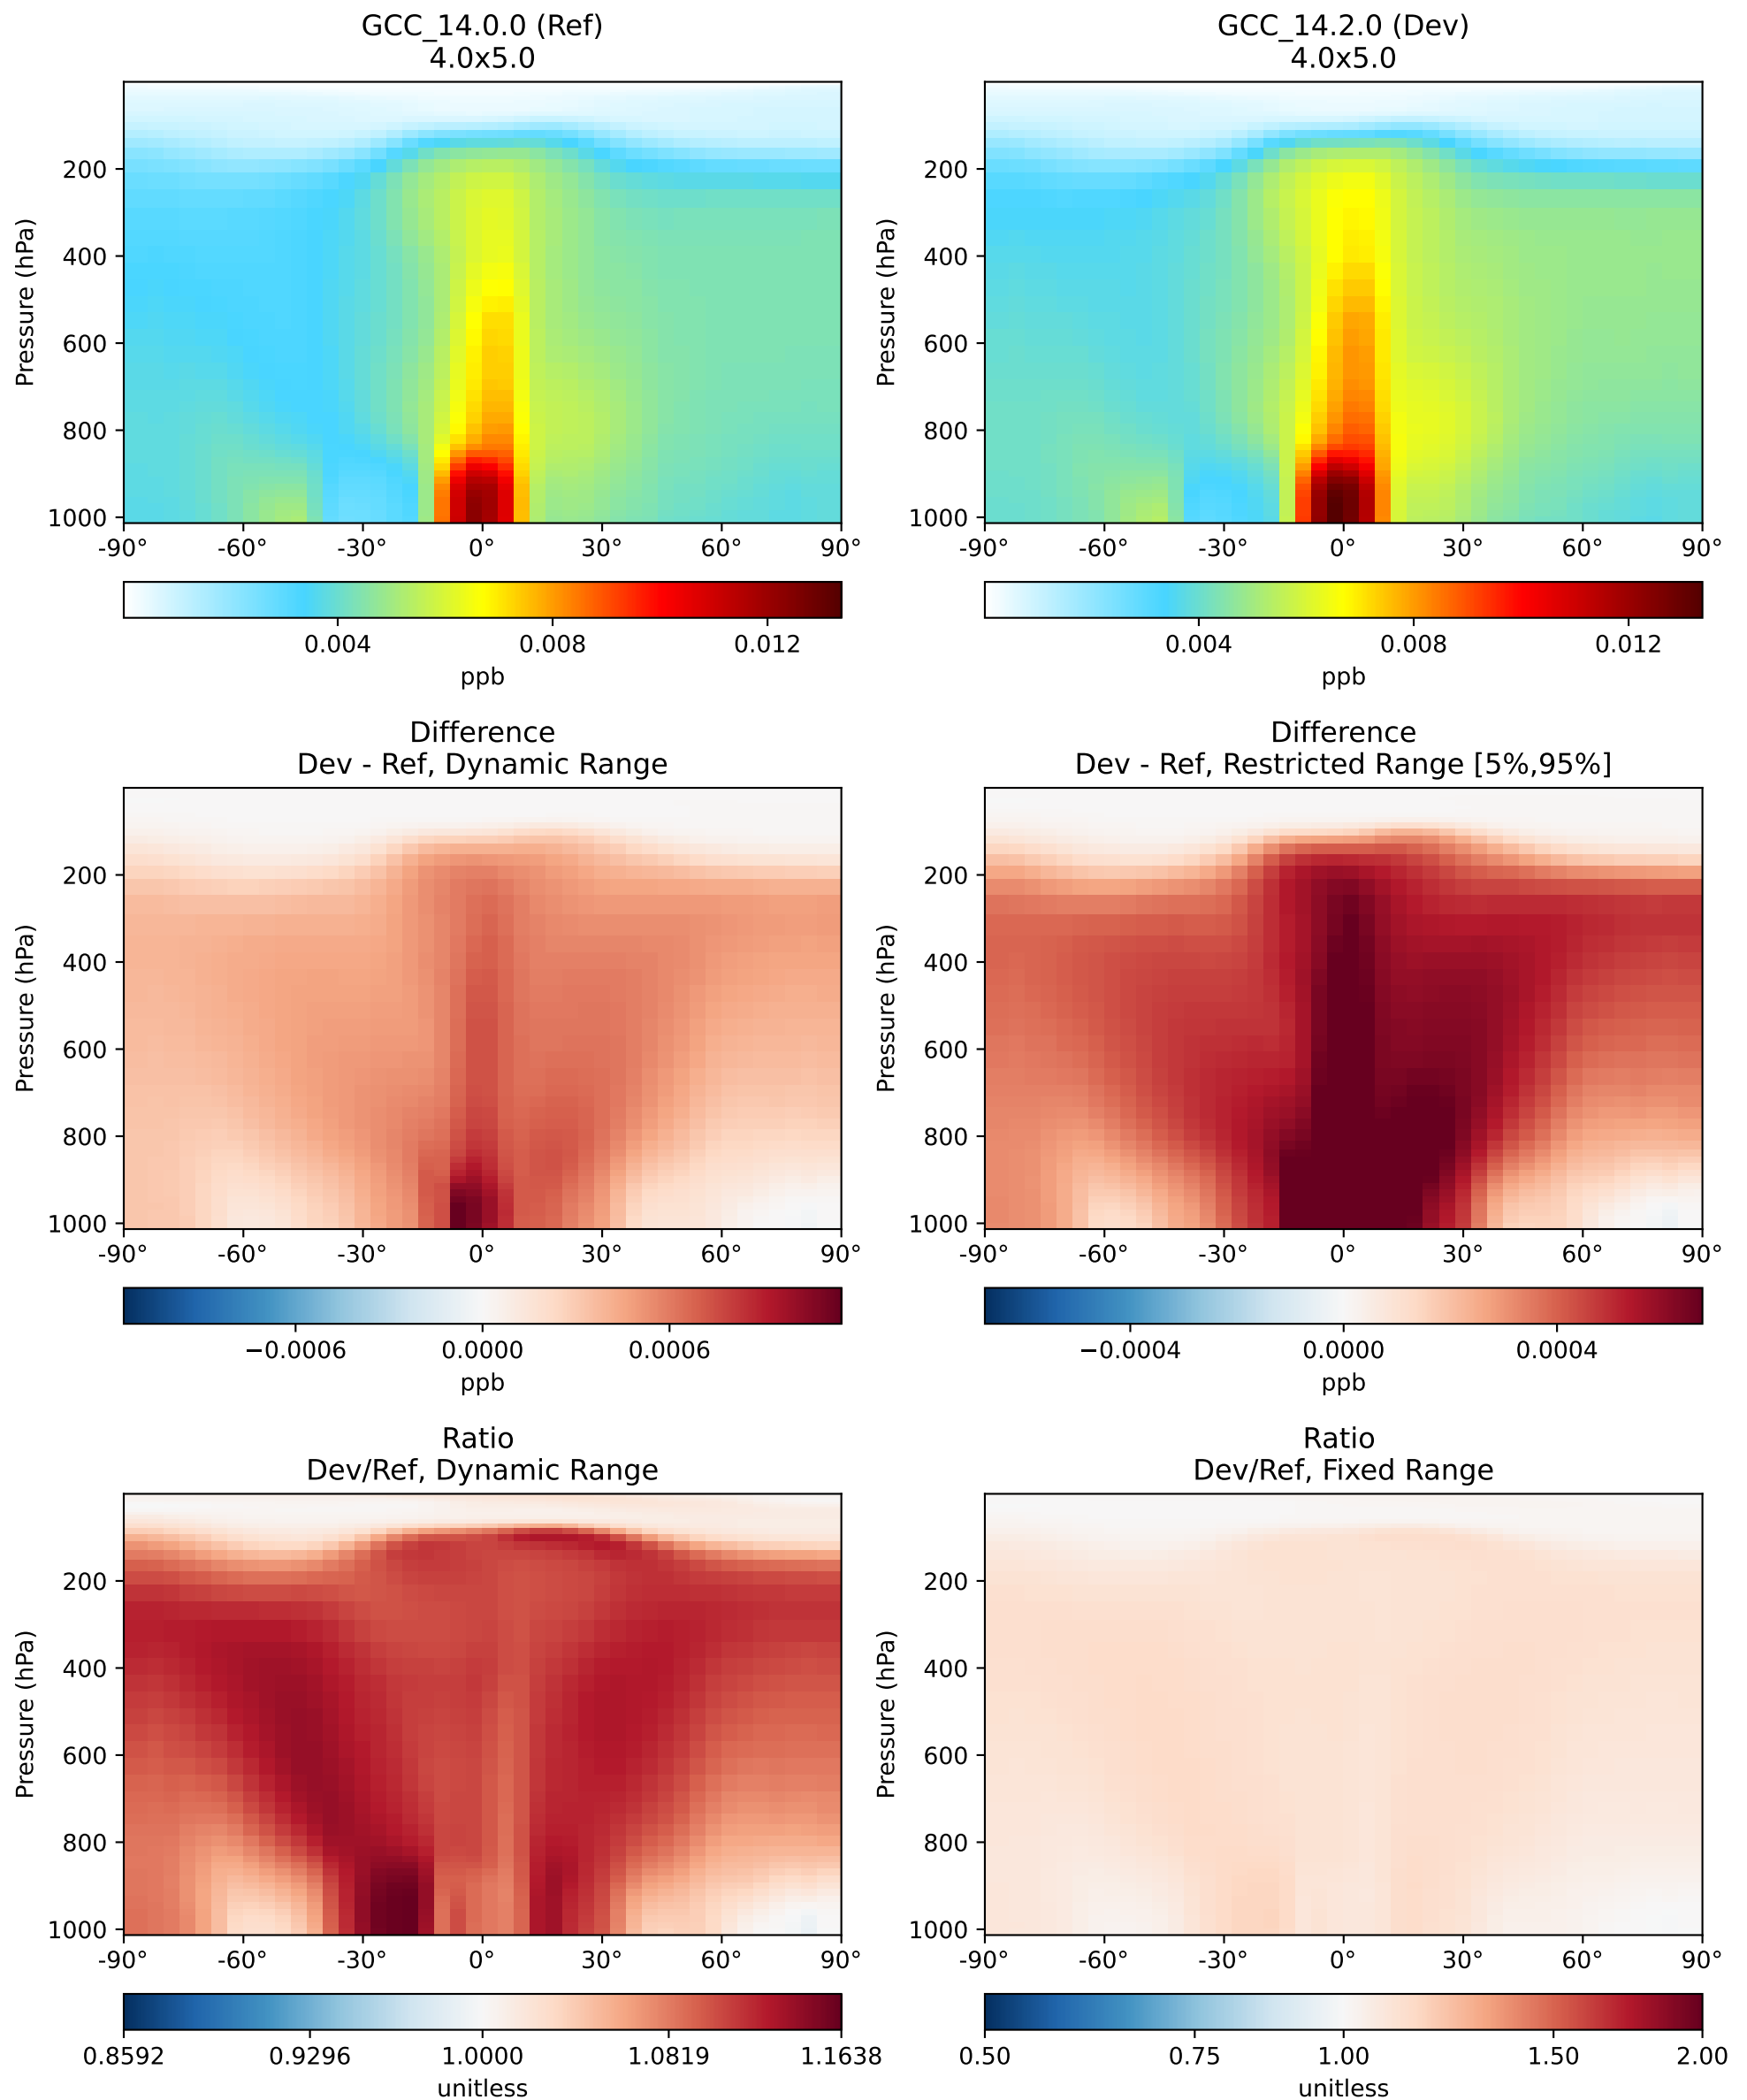 GCC_14.0.0 (Ref)
4.0x5.0
Pressure (hPa)
200
400
600
800
1000
-90° -60° -30° 0° 30° 60° 90°
0.004 0.008 0.012
ppb
GCC_14.2.0 (Dev)
4.0x5.0
Pressure (hPa)
200
400
600
800
1000
-90° -60° -30° 0° 30° 60° 90°
0.004 0.008 0.012
ppb
Difference
Dev - Ref, Dynamic Range
Pressure (hPa)
200
400
600
800
1000
-90° -60° -30° 0° 30° 60° 90°
−0.0006 0.0000 0.0006
ppb
Difference
Dev - Ref, Restricted Range [5%,95%]
Pressure (hPa)
200
400
600
800
1000
-90° -60° -30° 0° 30° 60° 90°
−0.0004 0.0000 0.0004
ppb
Ratio
Dev/Ref, Dynamic Range
Pressure (hPa)
200
400
600
800
1000
-90° -60° -30° 0° 30° 60° 90°
0.8592 0.9296 1.0000 1.0819 1.1638
unitless
Ratio
Dev/Ref, Fixed Range
Pressure (hPa)
200
400
600
800
1000
-90° -60° -30° 0° 30° 60° 90°
0.50 0.75 1.00 1.50 2.00
unitless